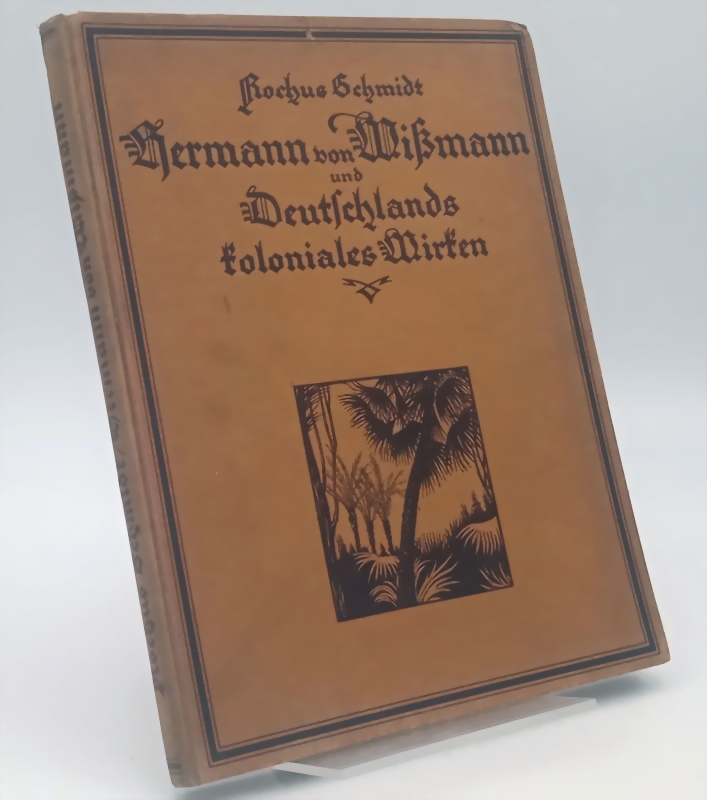 Rochus Schmidt
Hermann von Wißmann
und
Deutschlands
koloniales Wirken